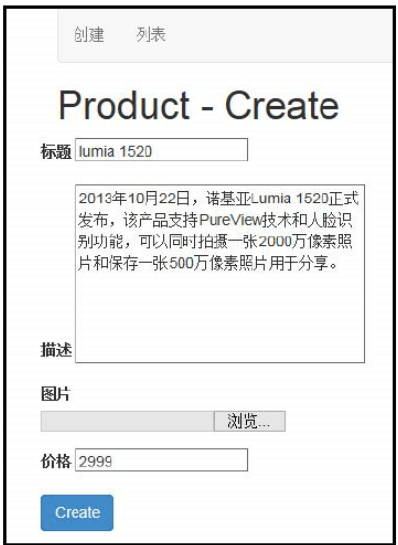 创建 列表
Product - Create
标题 lumia 1520
2013年10月22日，诺基亚Lumia 1520正式
发布，该产品支持PureView技术和人脸识
别功能，可以同时拍摄一张2000万像素照
片和保存一张500万像素照片用于分享。
描述
图片
浏览...
价格 2999
Create